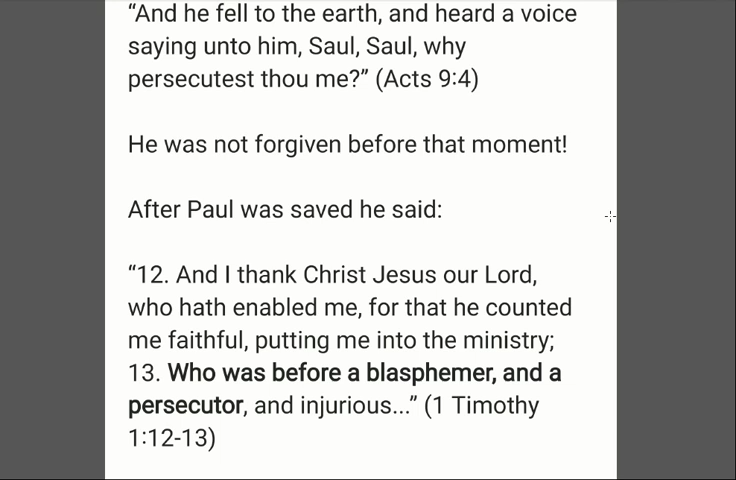 “And he fell to the earth, and heard a voice
saying unto him, Saul, Saul, why
persecutest thou me?” (Acts 9:4)
He was not forgiven before that moment!
After Paul was saved he said:
“12. And I thank Christ Jesus our Lord,
who hath enabled me, for that he counted
me faithful, putting me into the ministry;
13. Who was before a blasphemer, and a
persecutor, and injurious...” (1 Timothy
1:12-13)